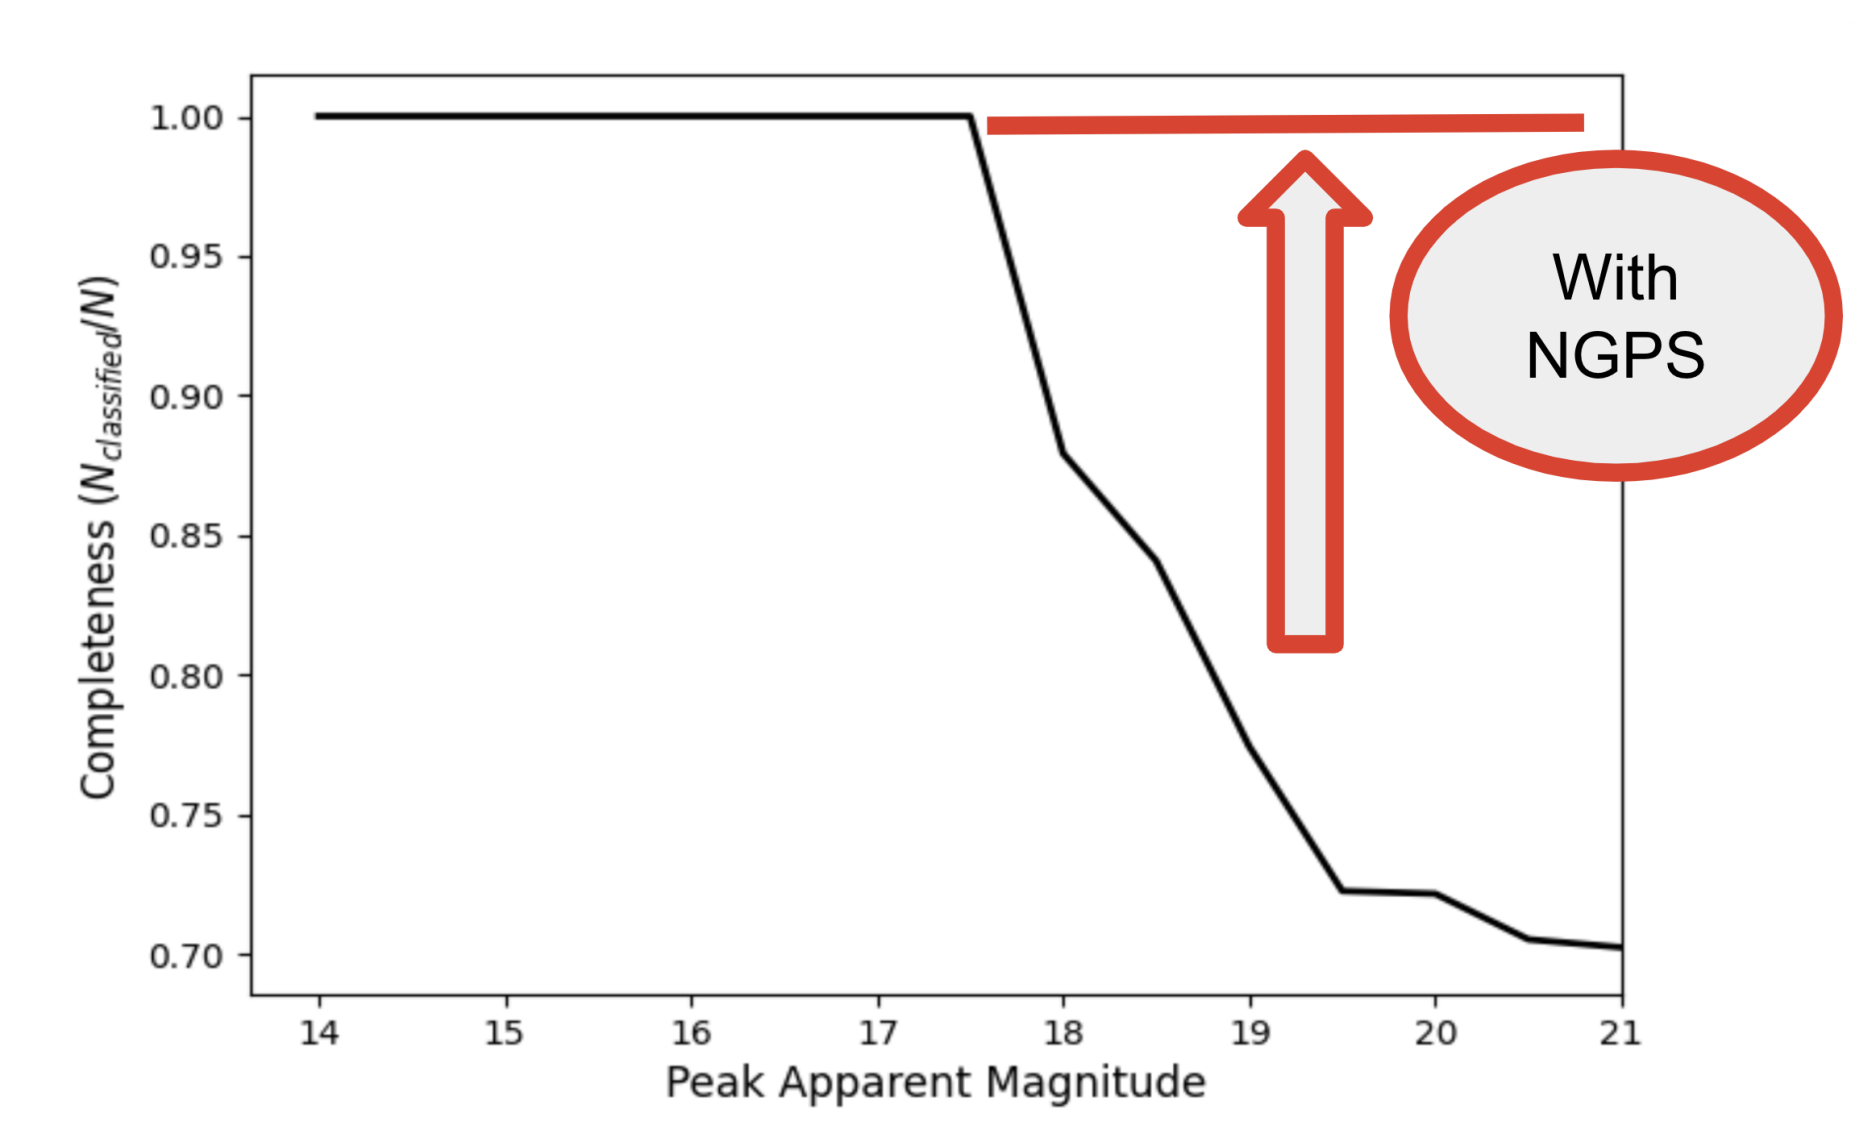 1.00
0.95
0.90
0.85
0.80
0.75
0.70
Completeness (N_classified/N)
With
NGPS
14 15 16 17 18 19 20 21
Peak Apparent Magnitude